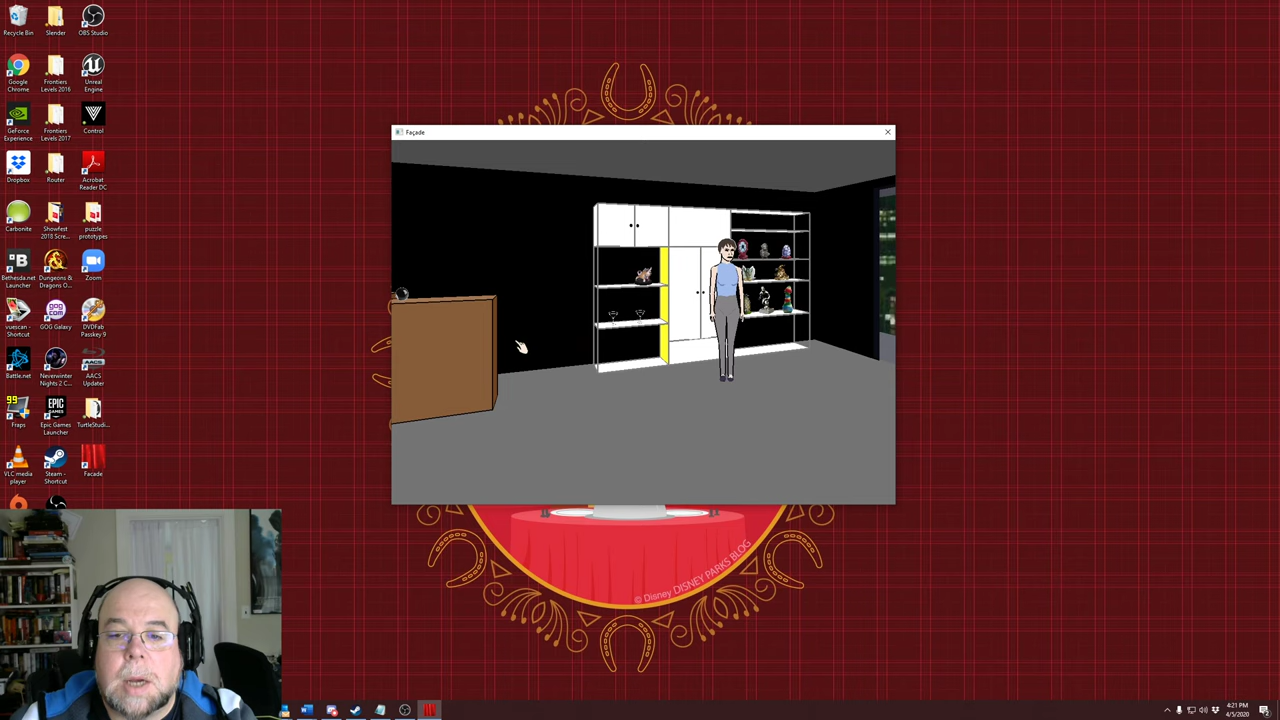 Recycle Bin
Slender
OBS Studio
Google
Chrome
Frontiers
Levels 2016
Unreal
Engine
GeForce
Experience
Frontiers
Levels 2017
Control
Dropbox
Router
Acrobat
Reader DC
Carbonite
Showfest
2018 Scre...
puzzle
prototypes
Bethesda.net
Launcher
Dungeons &
Dragons O...
Zoom
vuescan -
Shortcut
GOG Galaxy
DVDFab
Passkey 9
Battle.net
Neverwinter
Nights 2 C...
AACS
Updater
99
Fraps
Epic Games
Launcher
TurtleStudi...
VLC media
player
Steam -
Shortcut
Facade
Façade
© Disney DISNEY PARKS BLOG
4:21 PM
4/5/2020